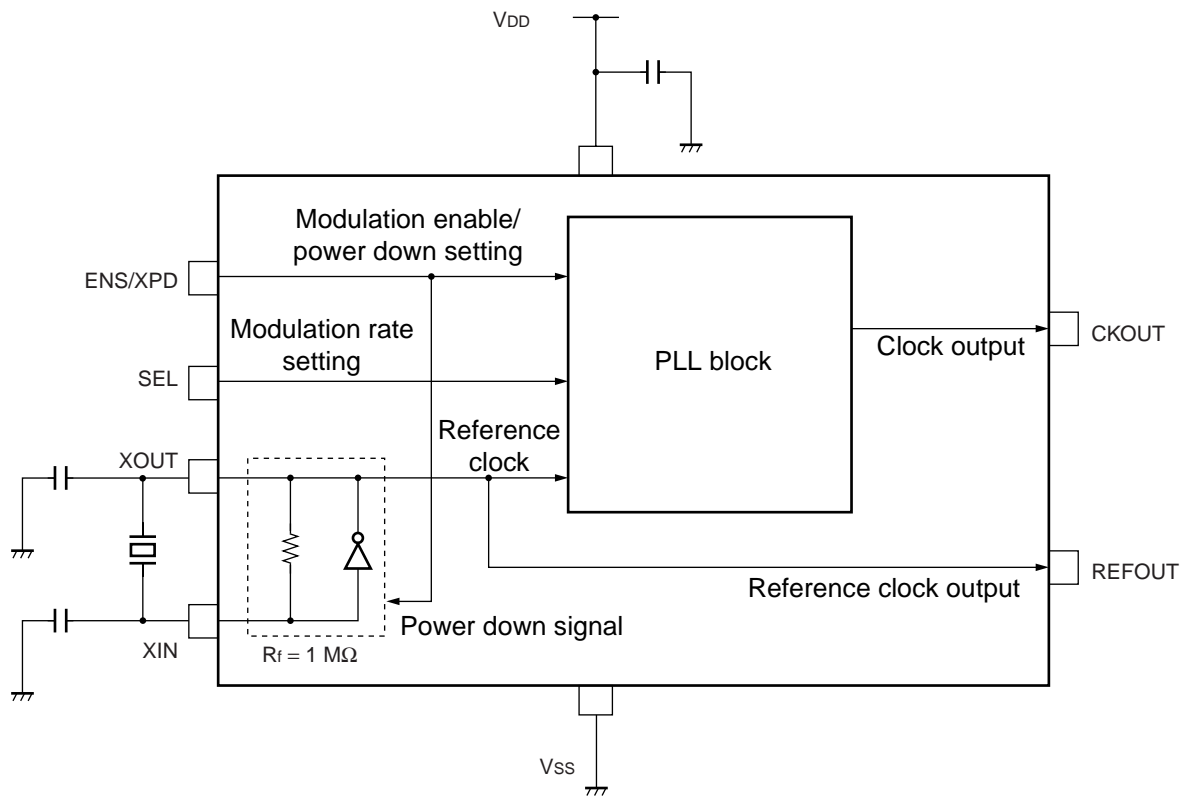 VDD
Modulation enable/
power down setting
ENS/XPD
Modulation rate
setting
SEL
PLL block
Clock output
CKOUT
Reference
clock
XOUT
Reference clock output
REFOUT
Power down signal
XIN
Rf = 1 MΩ
VSS